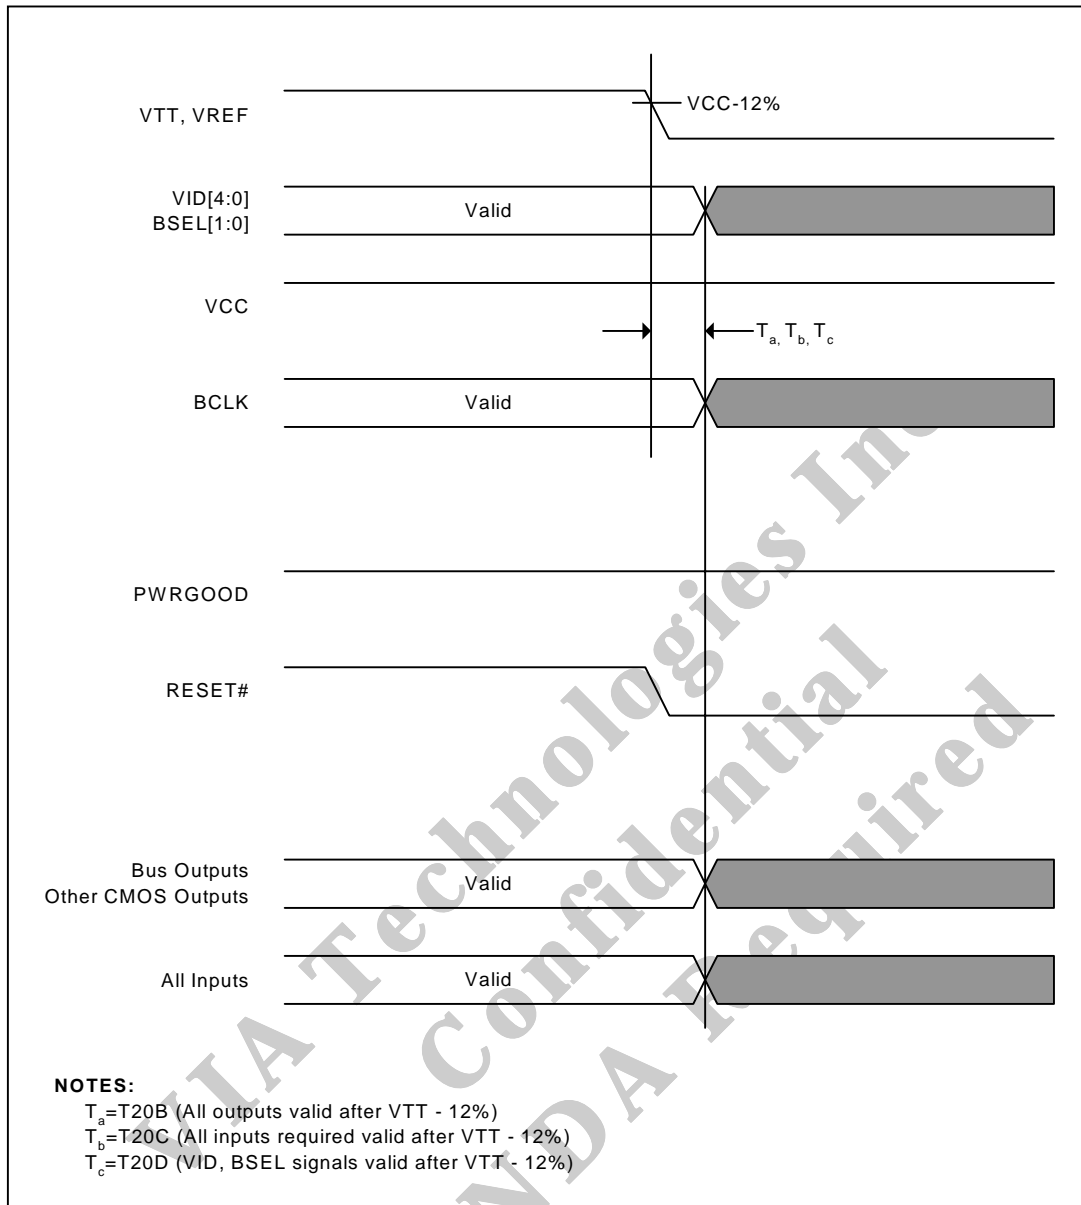 VTT, VREF
VCC-12%
VID[4:0]
BSEL[1:0]
Valid
VCC
Ta, Tb, Tc
BCLK
Valid
PWRGOOD
RESET#
Bus Outputs
Other CMOS Outputs
Valid
All Inputs
Valid
NOTES:
Ta=T20B (All outputs valid after VTT - 12%)
Tb=T20C (All inputs required valid after VTT - 12%)
Tc=T20D (VID, BSEL signals valid after VTT - 12%)
VIA Technologies Inc
Confidential
NDA Required